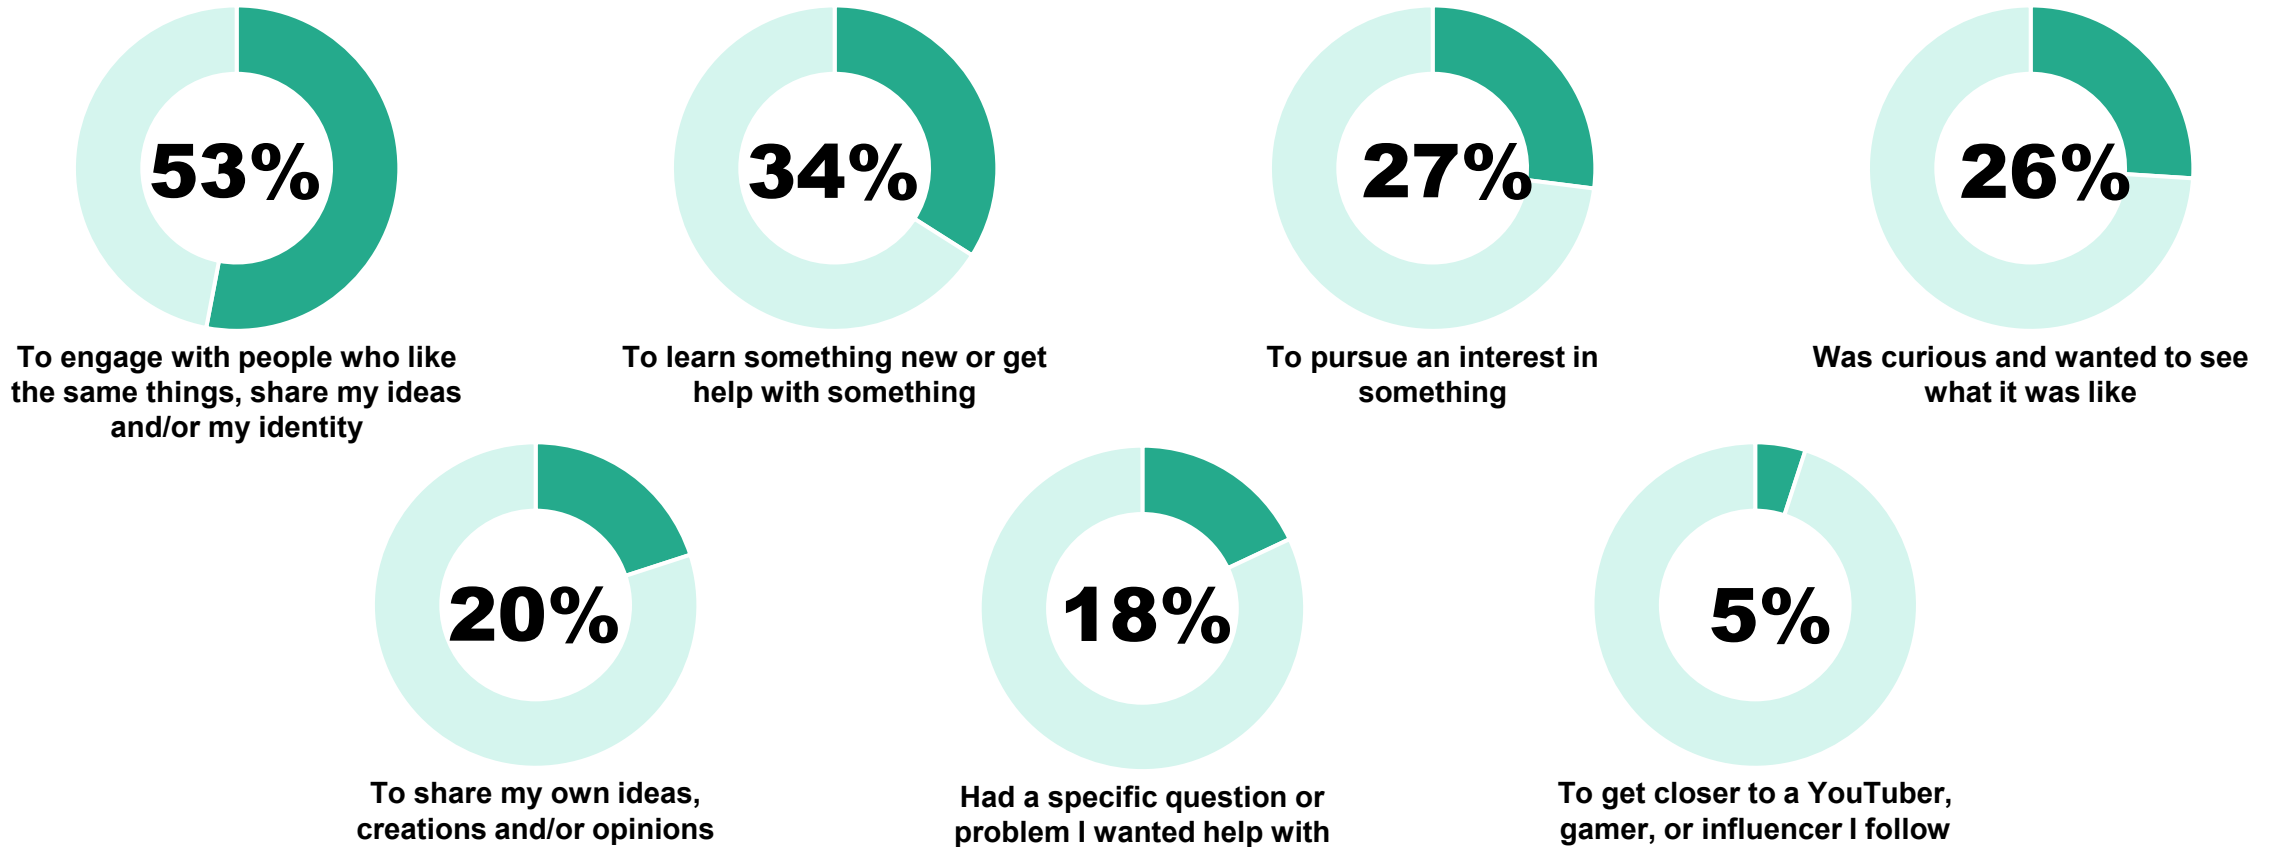 53%
34%
27%
26%
To engage with people who like
the same things, share my ideas
and/or my identity
To learn something new or get
help with something
To pursue an interest in
something
Was curious and wanted to see
what it was like
20%
18%
5%
To share my own ideas,
creations and/or opinions
Had a specific question or
problem I wanted help with
To get closer to a YouTuber,
gamer, or influencer I follow